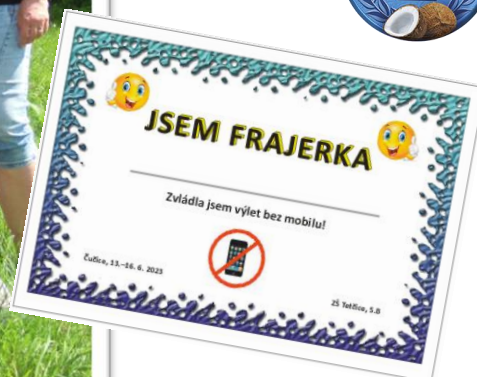 JSEM FRAJERKA
Zvládla jsem výlet bez mobilu!
Čučice, 13.–16. 6. 2023
ZŠ Tetčice, 5.B